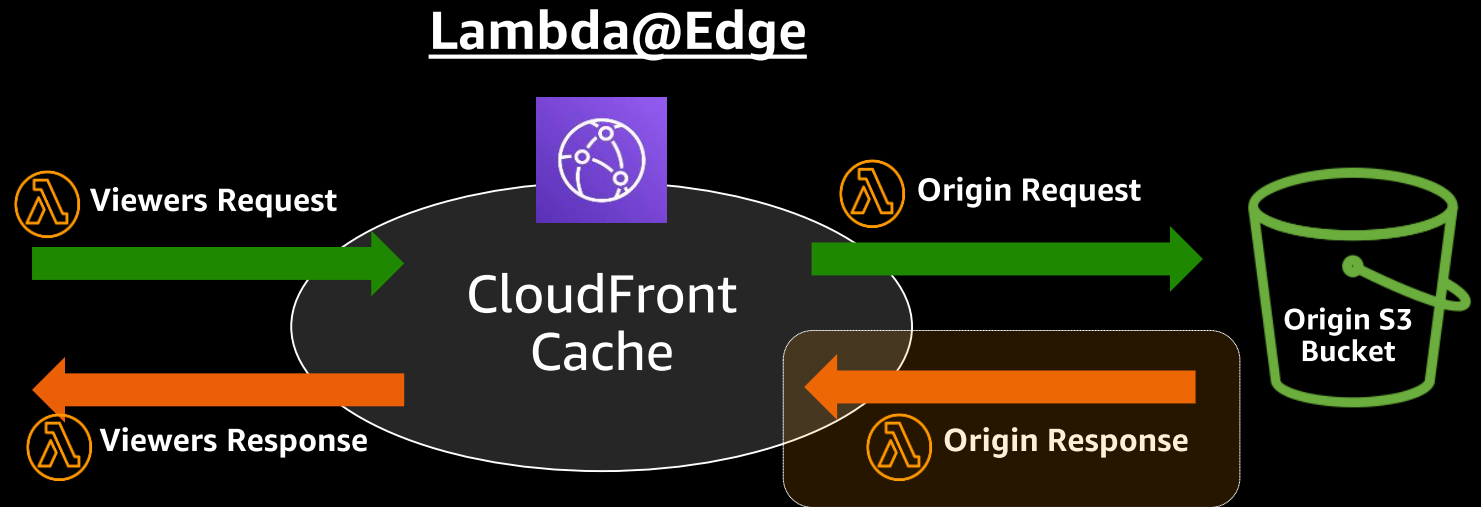 Lambda@Edge
Viewers Request
Origin Request
CloudFront
Cache
Origin S3
Bucket
Viewers Response
Origin Response